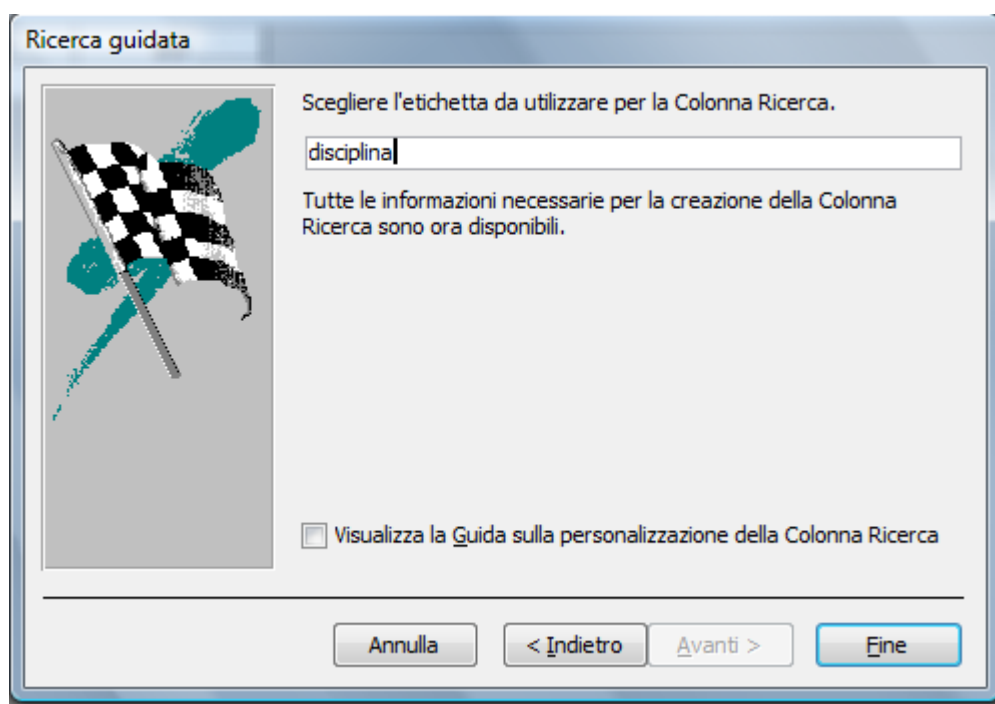 Ricerca guidata
Scegliere l'etichetta da utilizzare per la Colonna Ricerca.
disciplina
Tutte le informazioni necessarie per la creazione della Colonna
Ricerca sono ora disponibili.
Visualizza la Guida sulla personalizzazione della Colonna Ricerca
Annulla < Indietro Avanti > Fine